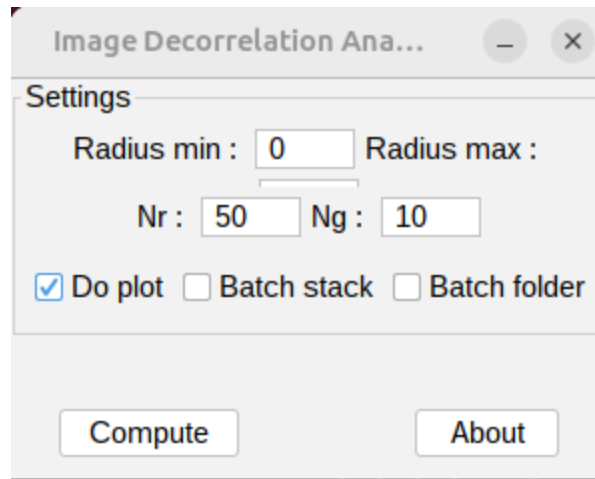 Image Decorrelation Ana...
Settings
Radius min : 0 Radius max :
Nr : 50 Ng : 10
Do plot Batch stack Batch folder
Compute About